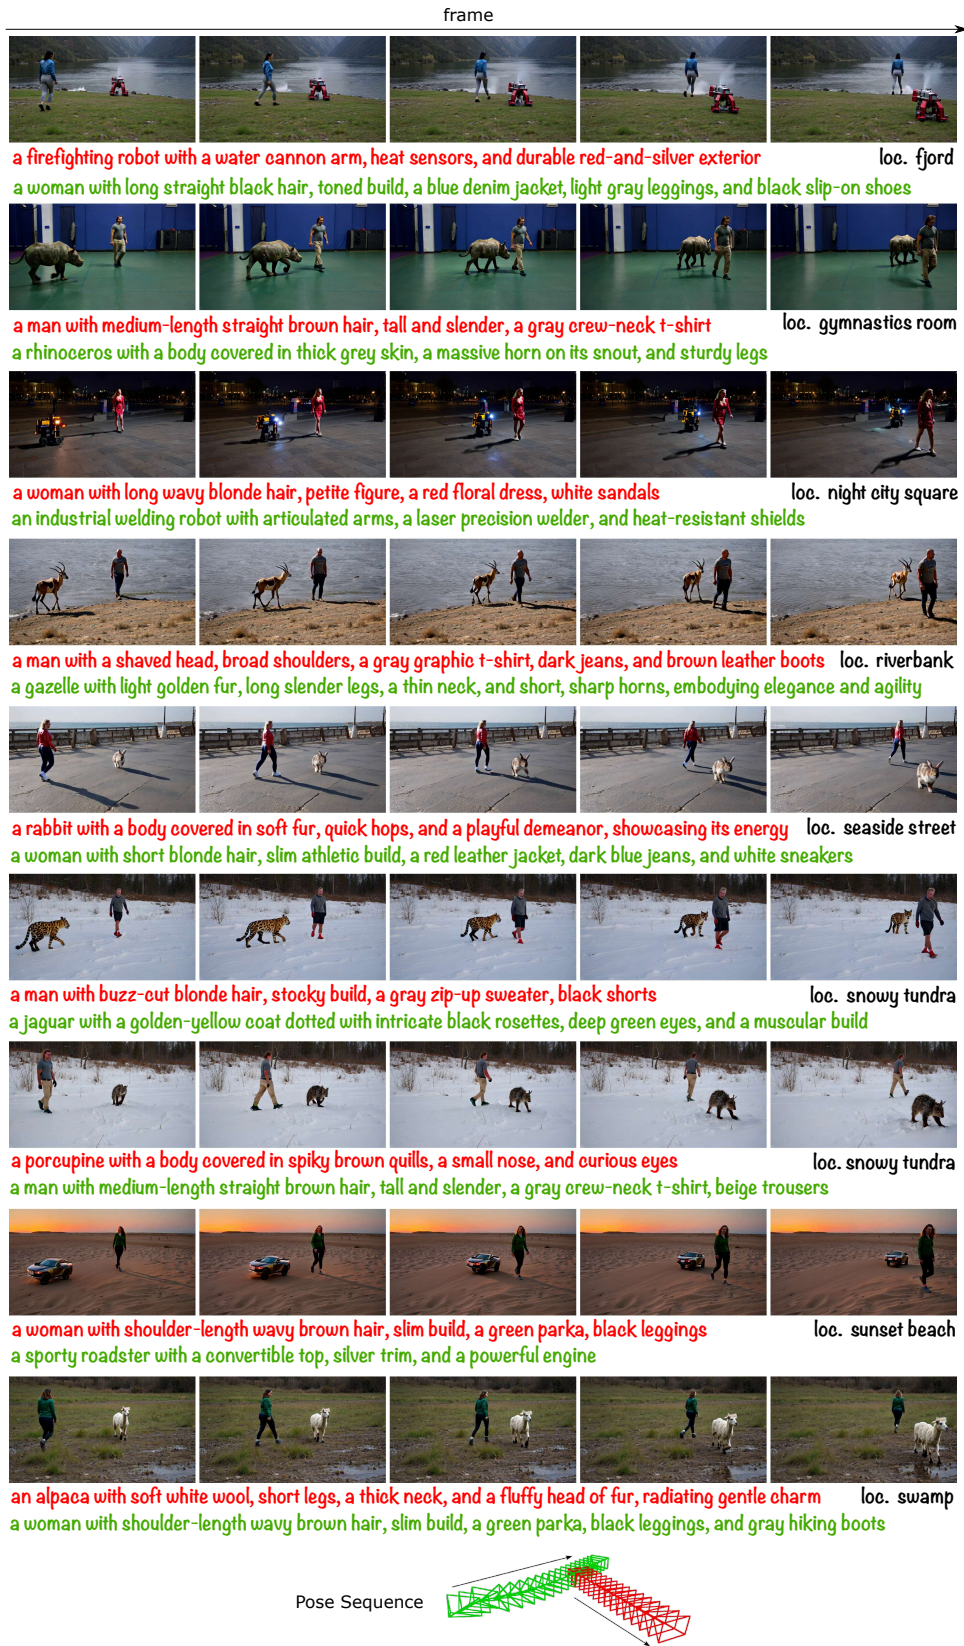 frame
a firefighting robot with a water cannon arm, heat sensors, and durable red-and-silver exterior loc. fjord
a woman with long straight black hair, toned build, a blue denim jacket, light gray leggings, and black slip-on shoes
a man with medium-length straight brown hair, tall and slender, a gray crew-neck t-shirt loc. gymnastics room
a rhinoceros with a body covered in thick grey skin, a massive horn on its snout, and sturdy legs
a woman with long wavy blonde hair, petite figure, a red floral dress, white sandals loc. night city square
an industrial welding robot with articulated arms, a laser precision welder, and heat-resistant shields
a man with a shaved head, broad shoulders, a gray graphic t-shirt, dark jeans, and brown leather boots loc. riverbank
a gazelle with light golden fur, long slender legs, a thin neck, and short, sharp horns, embodying elegance and agility
a rabbit with a body covered in soft fur, quick hops, and a playful demeanor, showcasing its energy loc. seaside street
a woman with short blonde hair, slim athletic build, a red leather jacket, dark blue jeans, and white sneakers
a man with buzz-cut blonde hair, stocky build, a gray zip-up sweater, black shorts loc. snowy tundra
a jaguar with a golden-yellow coat dotted with intricate black rosettes, deep green eyes, and a muscular build
a porcupine with a body covered in spiky brown quills, a small nose, and curious eyes loc. snowy tundra
a man with medium-length straight brown hair, tall and slender, a gray crew-neck t-shirt, beige trousers
a woman with shoulder-length wavy brown hair, slim build, a green parka, black leggings loc. sunset beach
a sporty roadster with a convertible top, silver trim, and a powerful engine
an alpaca with soft white wool, short legs, a thick neck, and a fluffy head of fur, radiating gentle charm loc. swamp
a woman with shoulder-length wavy brown hair, slim build, a green parka, black leggings, and gray hiking boots
Pose Sequence